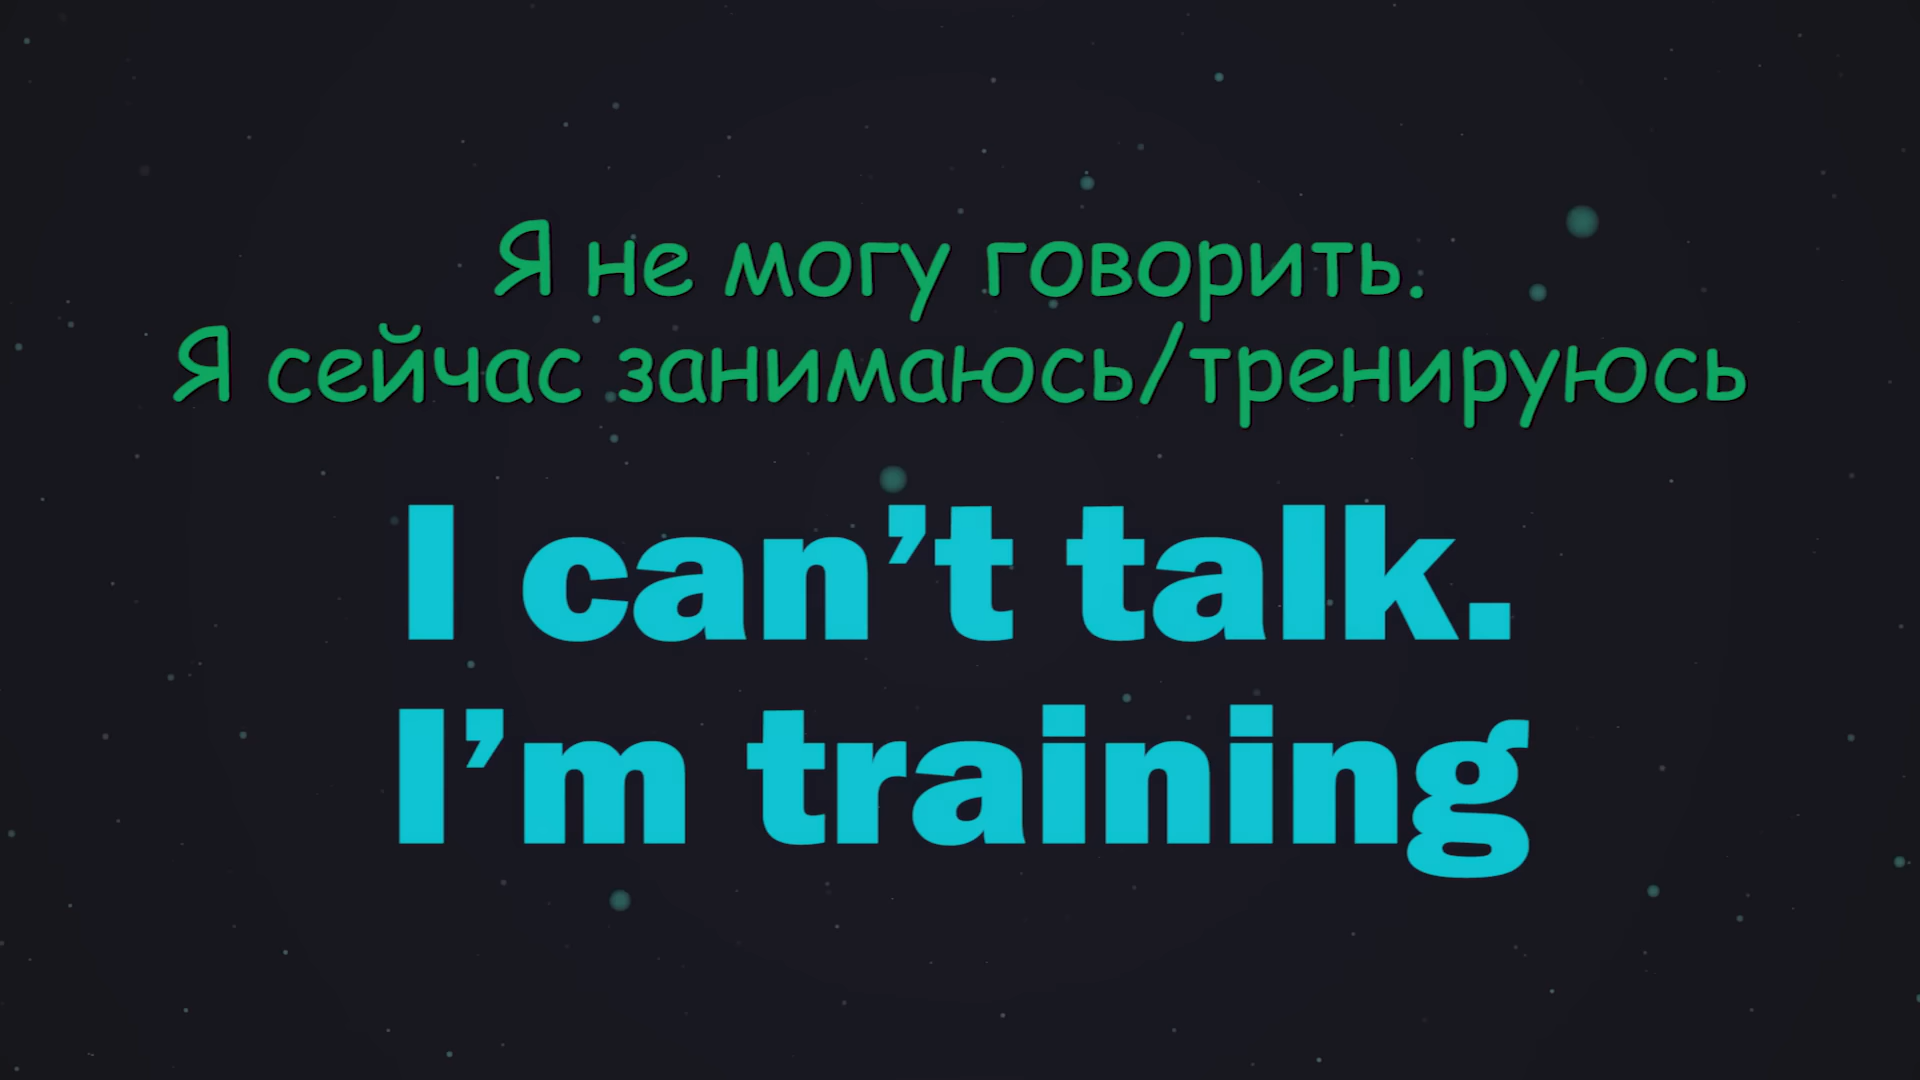 Я не могу говорить.
Я сейчас занимаюсь/тренируюсь
I can’t talk.
I’m training